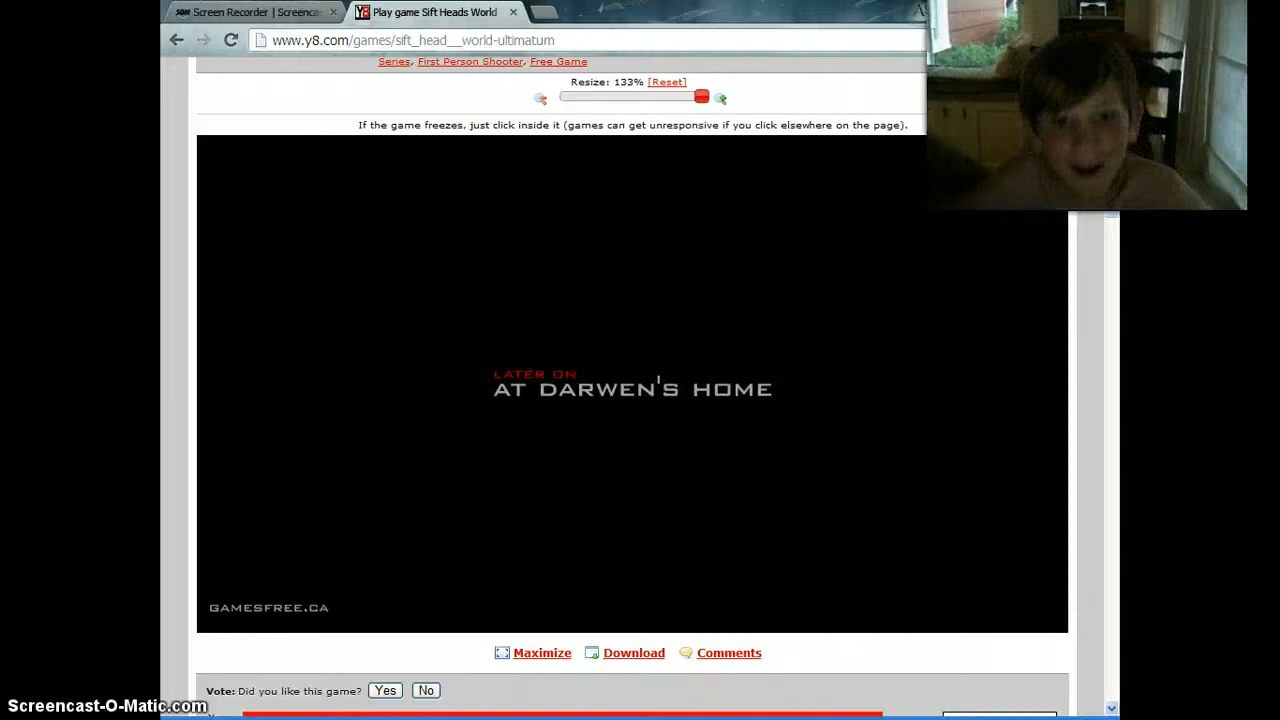 Screen Recorder | Screenca
Play game Sift Heads World
www.y8.com/games/sift_head__world-ultimatum
Series, First Person Shooter, Free Game
Resize: 133% [Reset]
If the game freezes, just click inside it (games can get unresponsive if you click elsewhere on the page).
LATER ON
AT DARWEN'S HOME
GAMESFREE.CA
Maximize Download Comments
Vote: Did you like this game? Yes No
Screencast-O-Matic.com